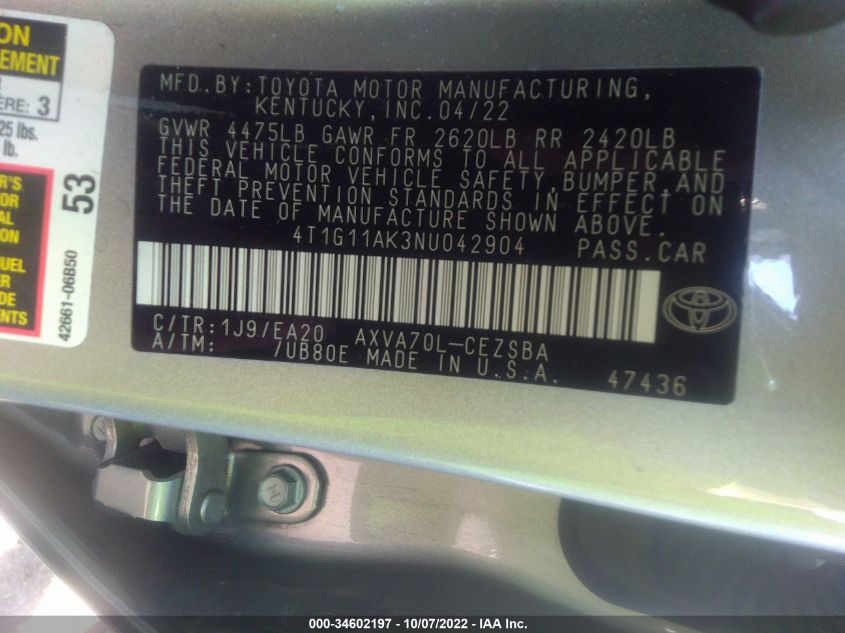 ON
EMENT
ERE: 3
25 lbs.
lb.
53
42661-06B50
MFD. BY: TOYOTA MOTOR MANUFACTURING,
KENTUCKY, INC. 04/22
GVWR 4475LB GAWR FR 2620LB RR 2420LB
THIS VEHICLE CONFORMS TO ALL APPLICABLE
FEDERAL MOTOR VEHICLE SAFETY, BUMPER, AND
THEFT PREVENTION STANDARDS IN EFFECT ON
THE DATE OF MANUFACTURE SHOWN ABOVE.
4T1G11AK3NU042904 PASS. CAR
C/TR: 1J9/EA20 AXVA70L-CEZSBA
A/TM: /UB80E MADE IN U.S.A.
47436
000-34602197 - 10/07/2022 - IAA Inc.